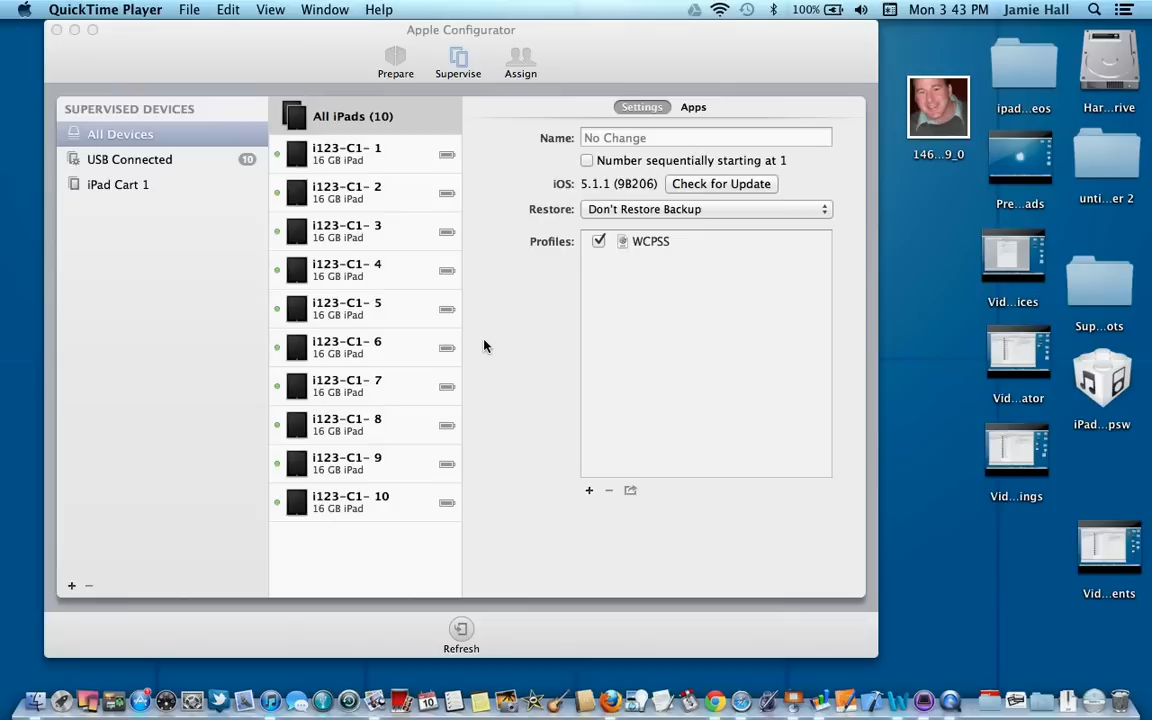 QuickTime Player File Edit View Window Help 100% Mon 3 43 PM Jamie Hall
Apple Configurator
Prepare Supervise Assign
SUPERVISED DEVICES
All Devices
USB Connected 10
iPad Cart 1
All iPads (10)
i123-C1- 1
16 GB iPad
i123-C1- 2
16 GB iPad
i123-C1- 3
16 GB iPad
i123-C1- 4
16 GB iPad
i123-C1- 5
16 GB iPad
i123-C1- 6
16 GB iPad
i123-C1- 7
16 GB iPad
i123-C1- 8
16 GB iPad
i123-C1- 9
16 GB iPad
i123-C1- 10
16 GB iPad
Settings Apps
Name: No Change
Number sequentially starting at 1
iOS: 5.1.1 (9B206) Check for Update
Restore: Don't Restore Backup
Profiles: WCPSS
+ −
+ −
Refresh
146...9_0
ipad...eos
Har...rive
Pre...ads
unti...er 2
Vid...ices
Sup...ots
Vid...ator
iPad...psw
Vid...ings
Vid...ents